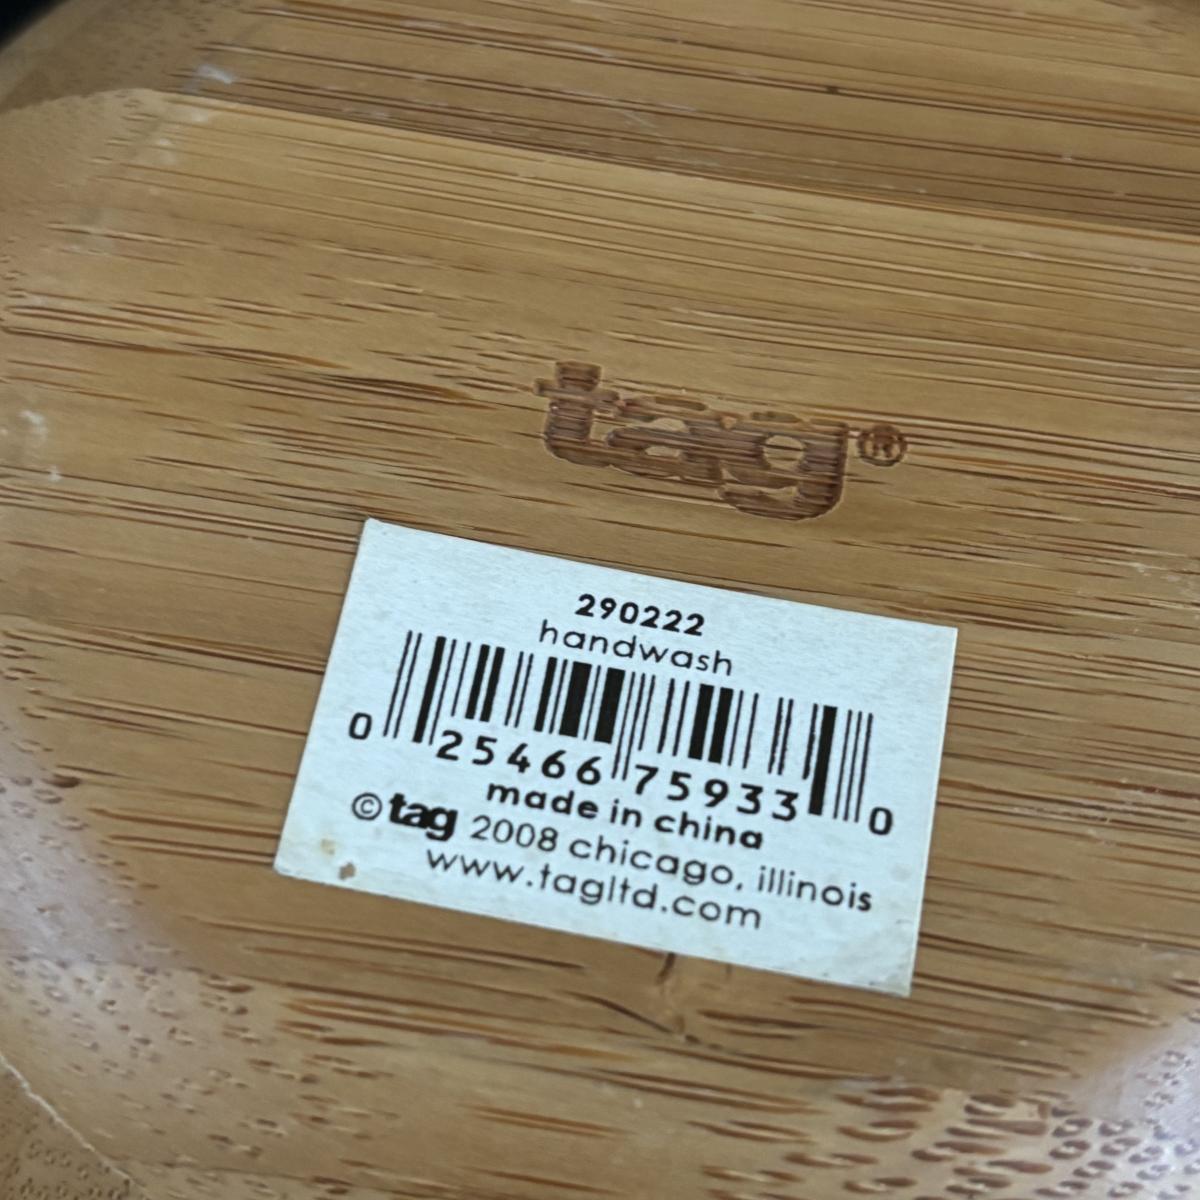 tag®
290222
handwash
0 25466 75933 0
made in china
© tag 2008 chicago, illinois
www.tagltd.com